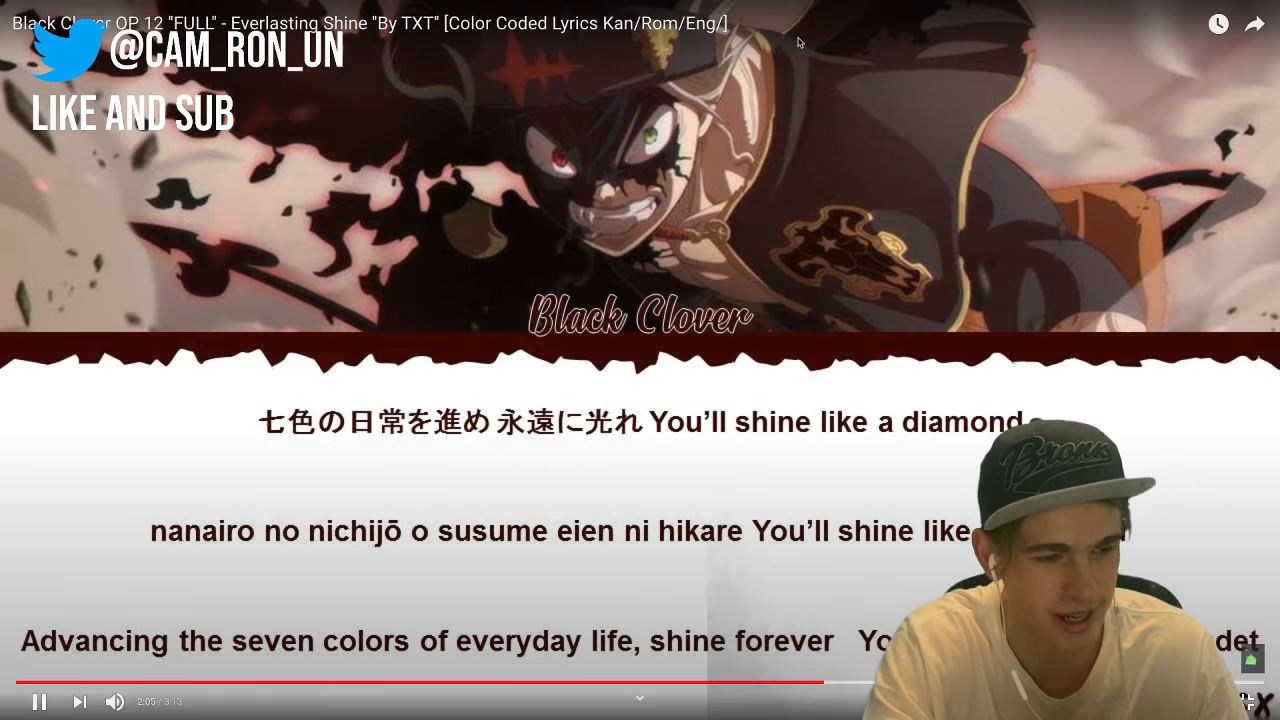 Black Clover OP 12 "FULL" - Everlasting Shine "By TXT" [Color Coded Lyrics Kan/Rom/Eng/]
@CAM_RON_UN
LIKE AND SUB
Black Clover
七色の日常を進め 永遠に光れ You’ll shine like a diamond
nanairo no nichijō o susume eien ni hikare You’ll shine like
Advancing the seven colors of everyday life, shine forever
2:05 / 3:13